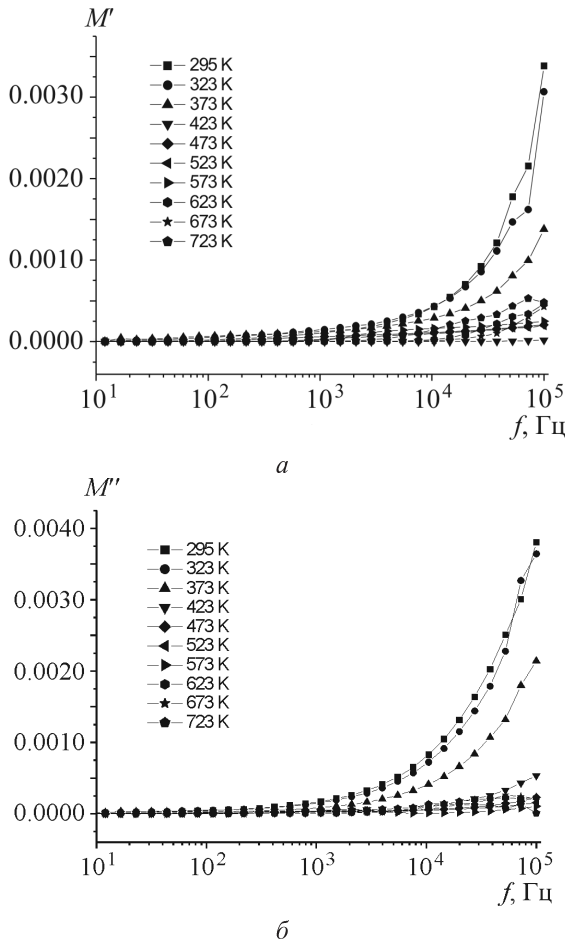 M′
0.0030
0.0020
0.0010
0.0000
295 K
323 K
373 K
423 K
473 K
523 K
573 K
623 K
673 K
723 K
10¹ 10² 10³ 10⁴ 10⁵
f, Гц
а
M″
0.0040
0.0030
0.0020
0.0010
0.0000
295 K
323 K
373 K
423 K
473 K
523 K
573 K
623 K
673 K
723 K
10¹ 10² 10³ 10⁴ 10⁵
f, Гц
б